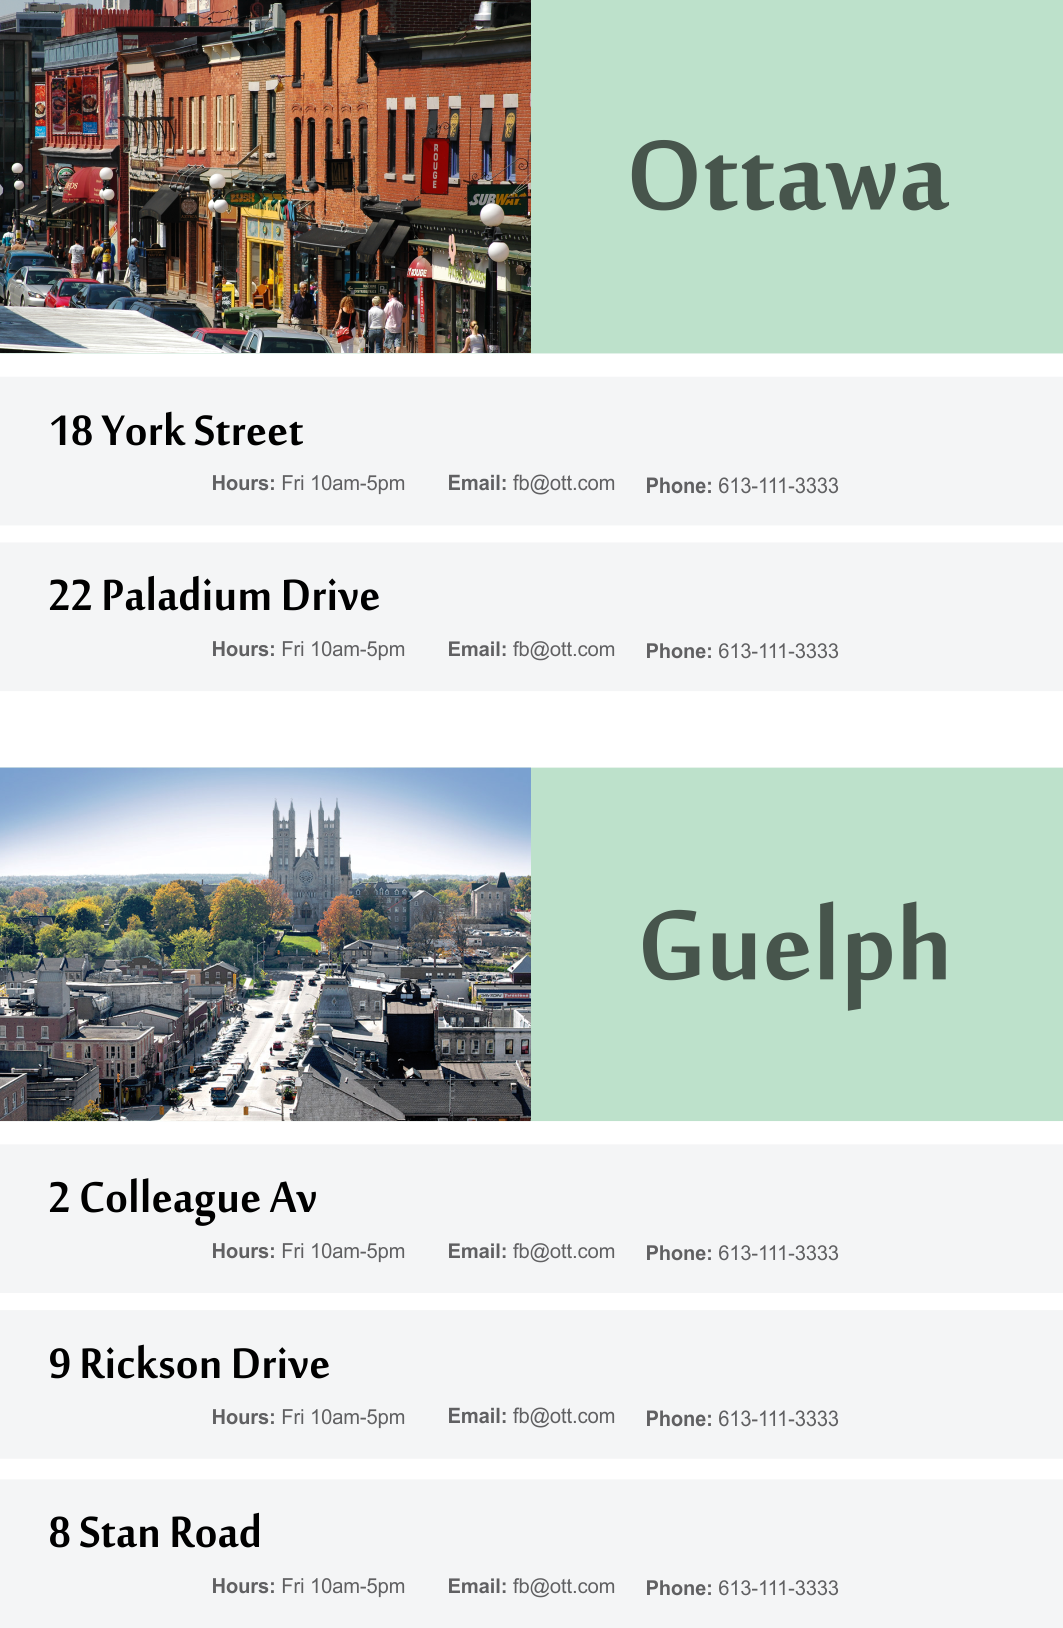 ROUGE
SUBWAY
ROUGE
Ottawa
18 York Street
Hours: Fri 10am-5pm Email: fb@ott.com Phone: 613-111-3333
22 Paladium Drive
Hours: Fri 10am-5pm Email: fb@ott.com Phone: 613-111-3333
Guelph
2 Colleague Av
Hours: Fri 10am-5pm Email: fb@ott.com Phone: 613-111-3333
9 Rickson Drive
Hours: Fri 10am-5pm Email: fb@ott.com Phone: 613-111-3333
8 Stan Road
Hours: Fri 10am-5pm Email: fb@ott.com Phone: 613-111-3333